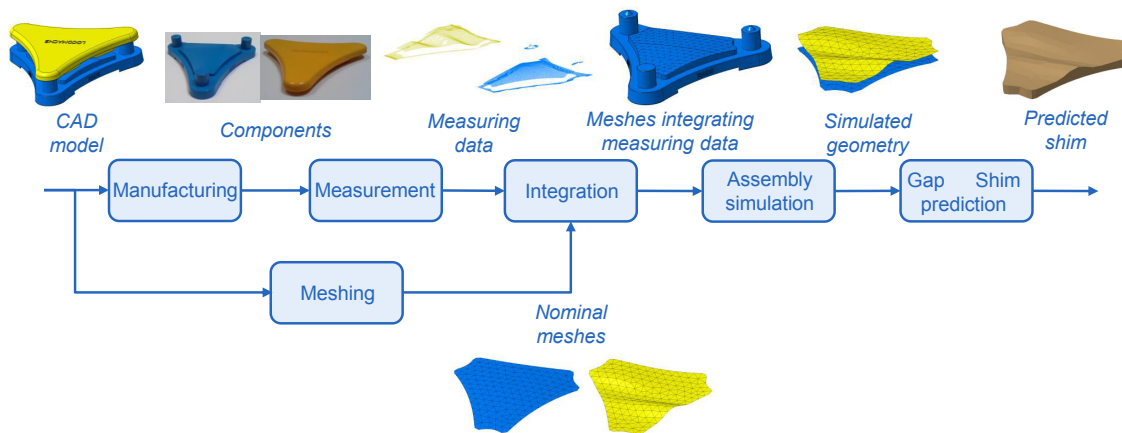 CAD
model
Components
Measuring
data
Meshes integrating
measuring data
Simulated
geometry
Predicted
shim
Manufacturing
Measurement
Integration
Assembly
simulation
Gap Shim
prediction
Meshing
Nominal
meshes